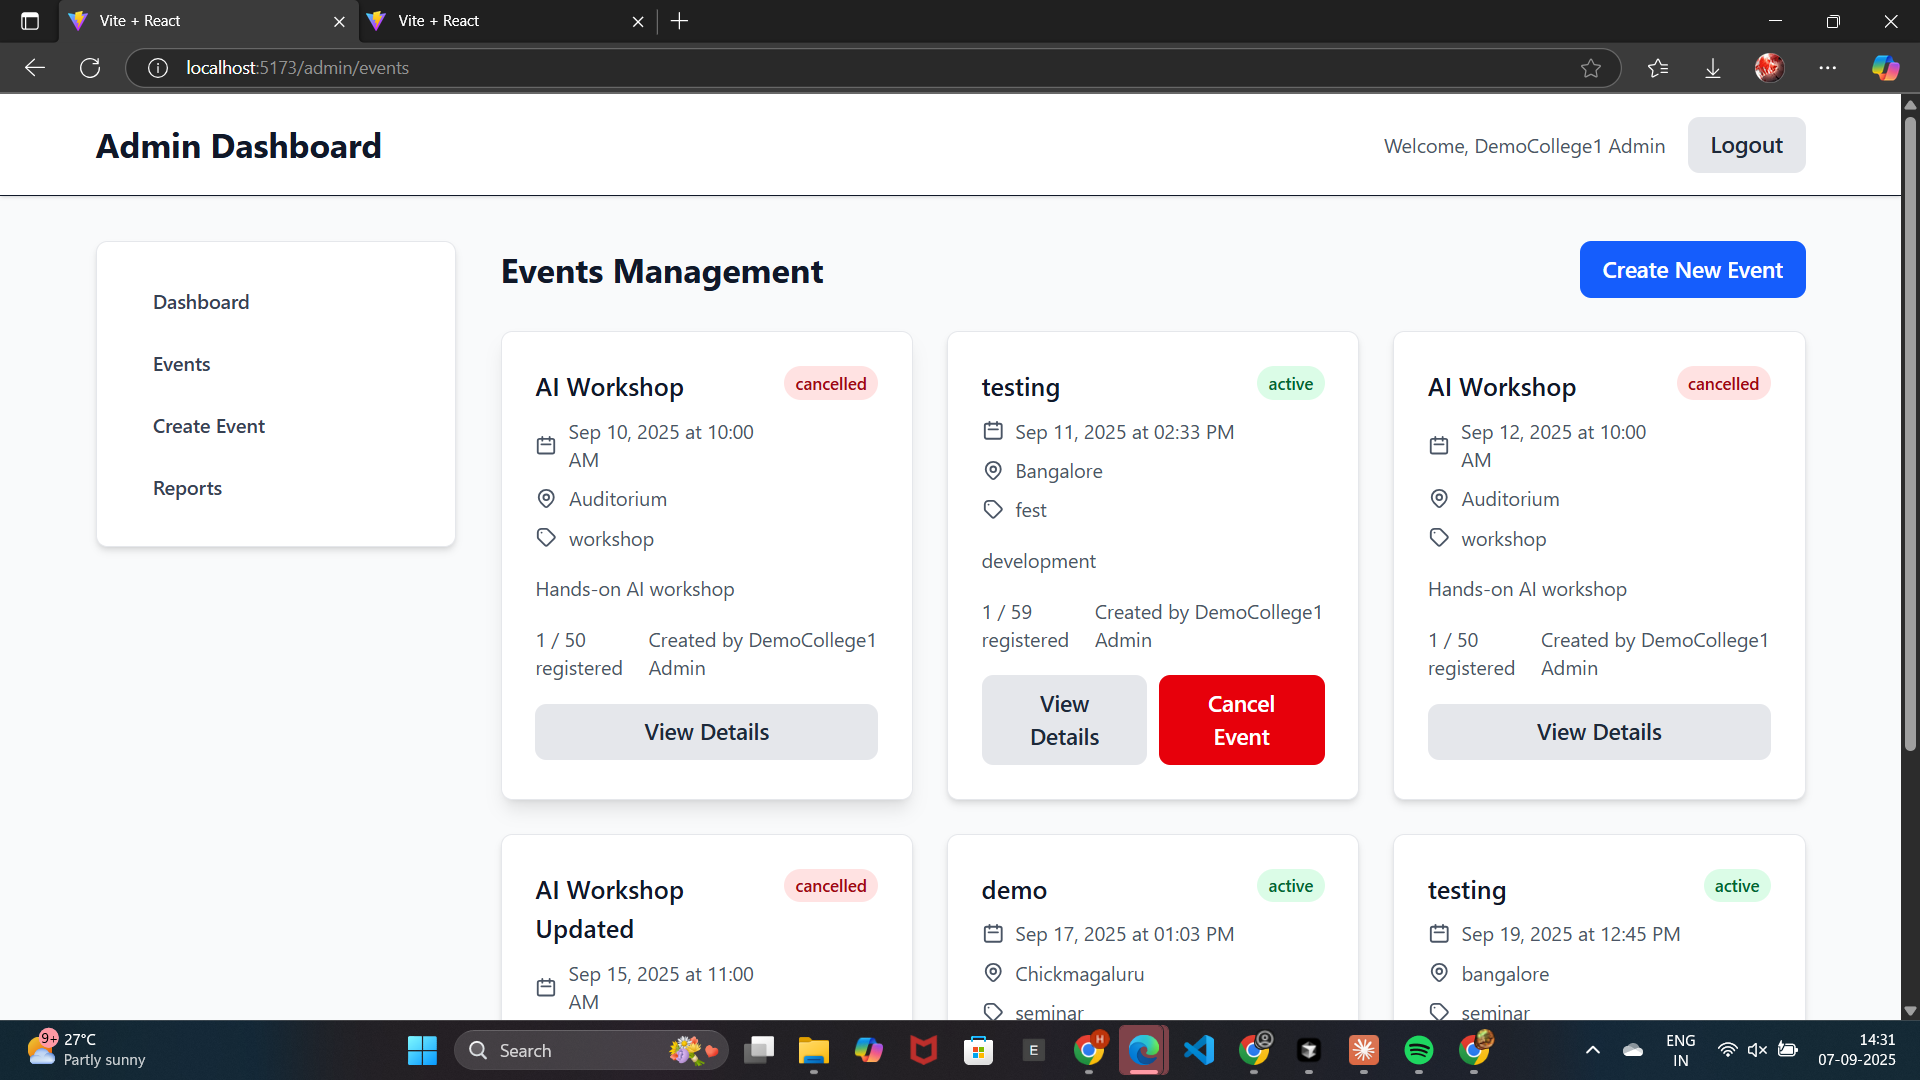 Vite + React
Vite + React
localhost:5173/admin/events
Admin Dashboard
Welcome, DemoCollege1 Admin
Logout
Dashboard
Events
Create Event
Reports
Events Management
Create New Event
AI Workshop
cancelled
Sep 10, 2025 at 10:00
AM
Auditorium
workshop
Hands-on AI workshop
1 / 50
registered
Created by DemoCollege1
Admin
View Details
testing
active
Sep 11, 2025 at 02:33 PM
Bangalore
fest
development
1 / 59
registered
Created by DemoCollege1
Admin
View
Details
Cancel
Event
AI Workshop
cancelled
Sep 12, 2025 at 10:00
AM
Auditorium
workshop
Hands-on AI workshop
1 / 50
registered
Created by DemoCollege1
Admin
View Details
AI Workshop
Updated
cancelled
Sep 15, 2025 at 11:00
AM
demo
active
Sep 17, 2025 at 01:03 PM
Chickmagaluru
seminar
testing
active
Sep 19, 2025 at 12:45 PM
bangalore
seminar
9+
27°C
Partly sunny
Search
E
H
ENG
IN
14:31
07-09-2025